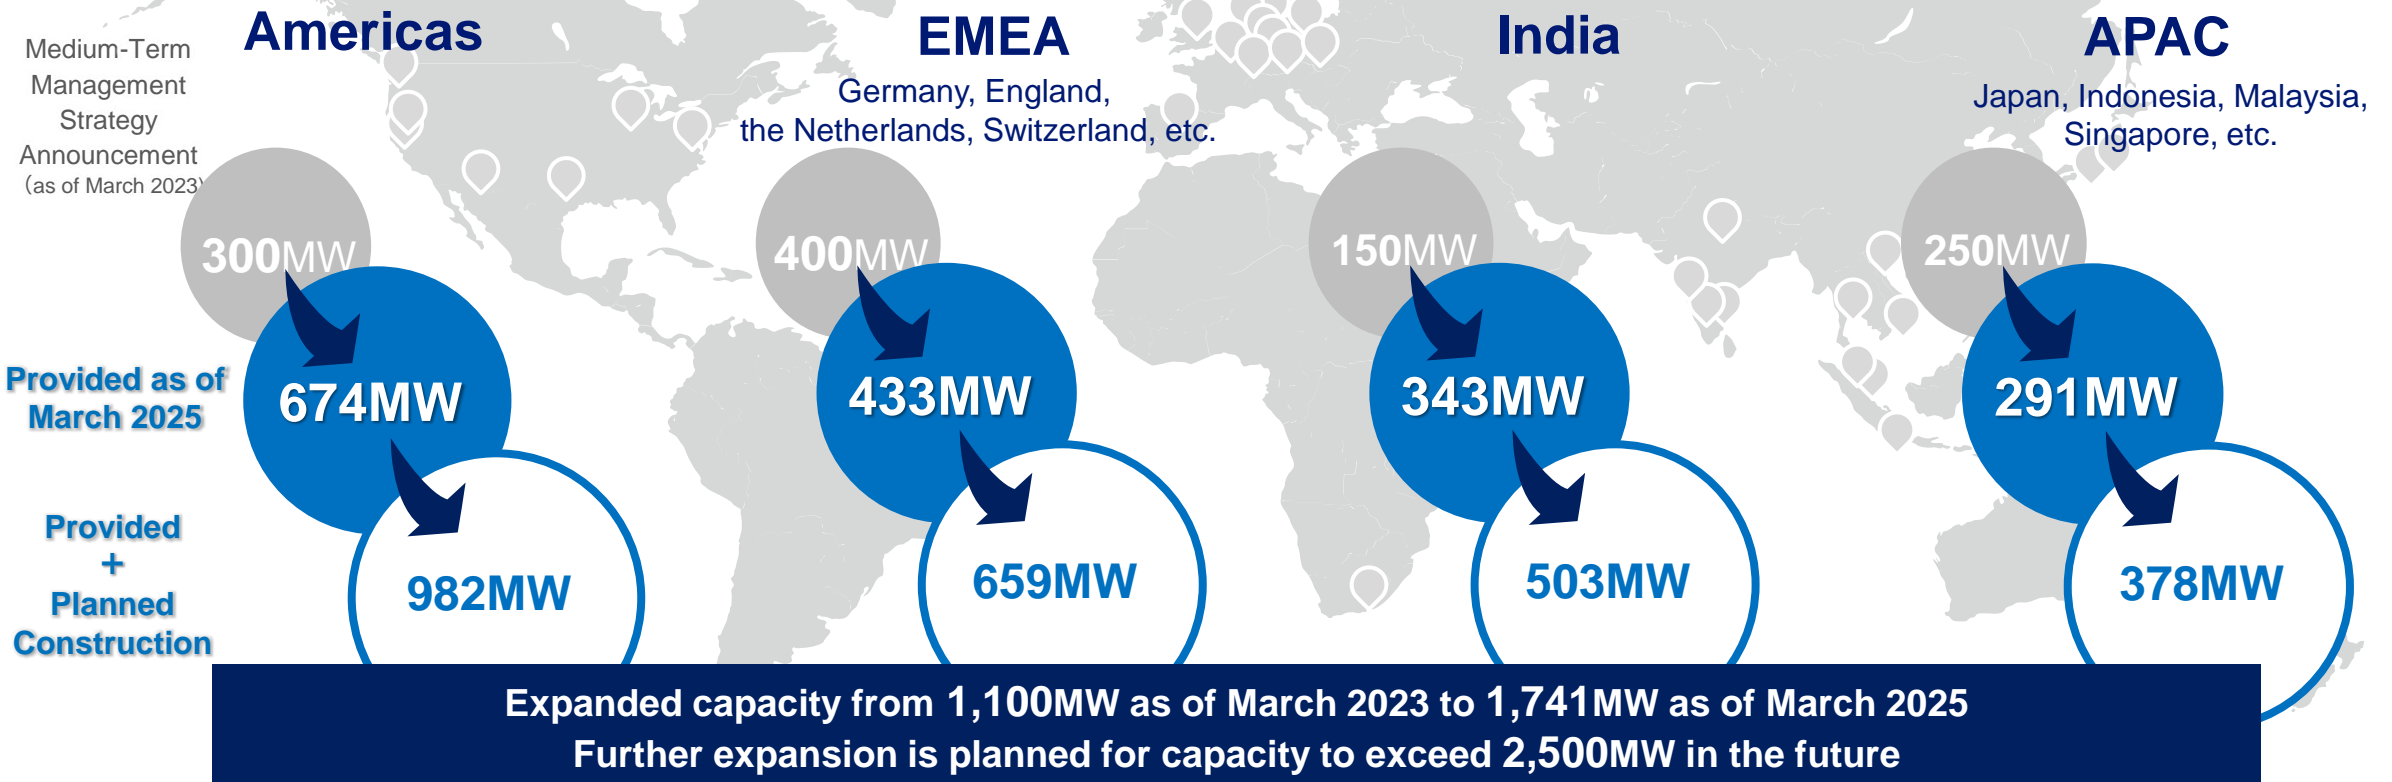 Medium-Term
Management
Strategy
Announcement
(as of March 2023)
Americas
EMEA
Germany, England,
the Netherlands, Switzerland, etc.
India
APAC
Japan, Indonesia, Malaysia,
Singapore, etc.
300MW
400MW
150MW
250MW
Provided as of
March 2025
674MW
433MW
343MW
291MW
Provided
+
Planned
Construction
982MW
659MW
503MW
378MW
Expanded capacity from 1,100MW as of March 2023 to 1,741MW as of March 2025
Further expansion is planned for capacity to exceed 2,500MW in the future